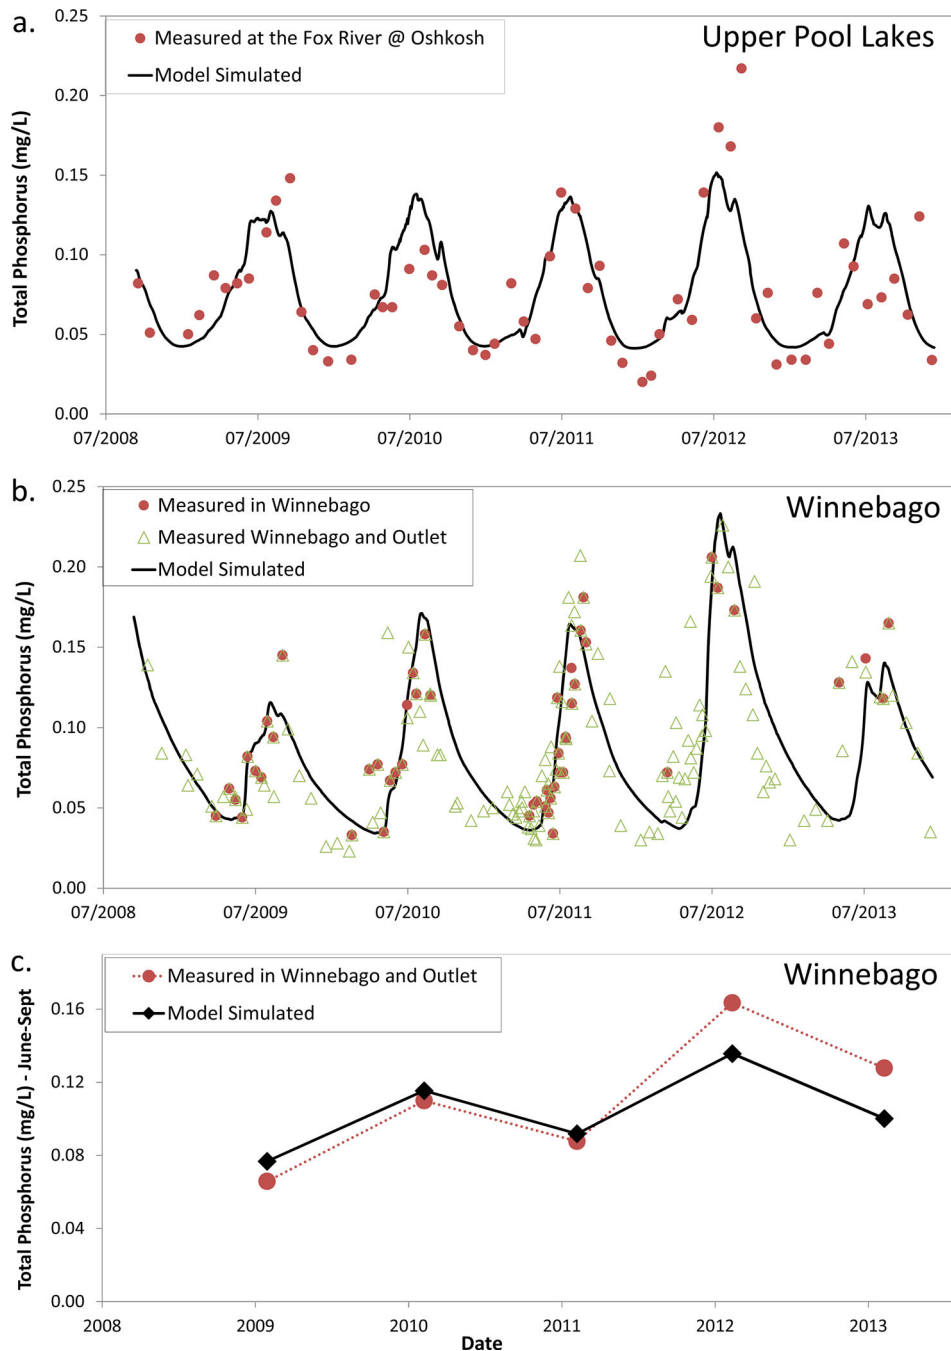 a.
Upper Pool Lakes
Measured at the Fox River @ Oshkosh
Model Simulated
Total Phosphorus (mg/L)
0.25
0.20
0.15
0.10
0.05
0.00
07/2008 07/2009 07/2010 07/2011 07/2012 07/2013
b.
Winnebago
Measured in Winnebago
Measured Winnebago and Outlet
Model Simulated
Total Phosphorus (mg/L)
0.25
0.20
0.15
0.10
0.05
0.00
07/2008 07/2009 07/2010 07/2011 07/2012 07/2013
c.
Winnebago
Measured in Winnebago and Outlet
Model Simulated
Total Phosphorus (mg/L) - June-Sept
0.16
0.12
0.08
0.04
0.00
2008 2009 2010 2011 2012 2013
Date